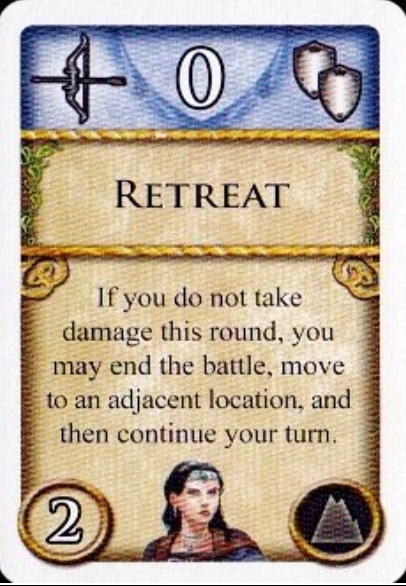 0
RETREAT
If you do not take
damage this round, you
may end the battle, move
to an adjacent location, and
then continue your turn.
2